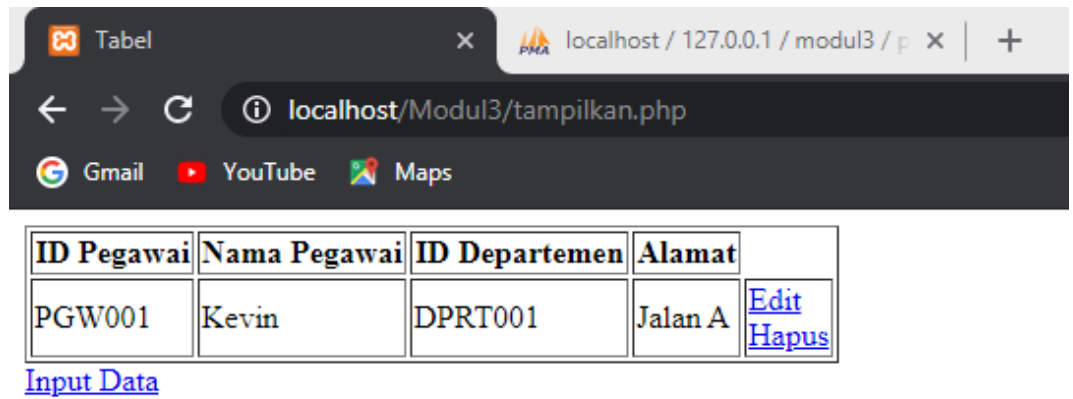 Tabel
localhost / 127.0.0.1 / modul3 / p
localhost/Modul3/tampilkan.php
Gmail YouTube Maps
ID Pegawai Nama Pegawai ID Departemen Alamat
PGW001 Kevin DPRT001 Jalan A Edit
Hapus
Input Data